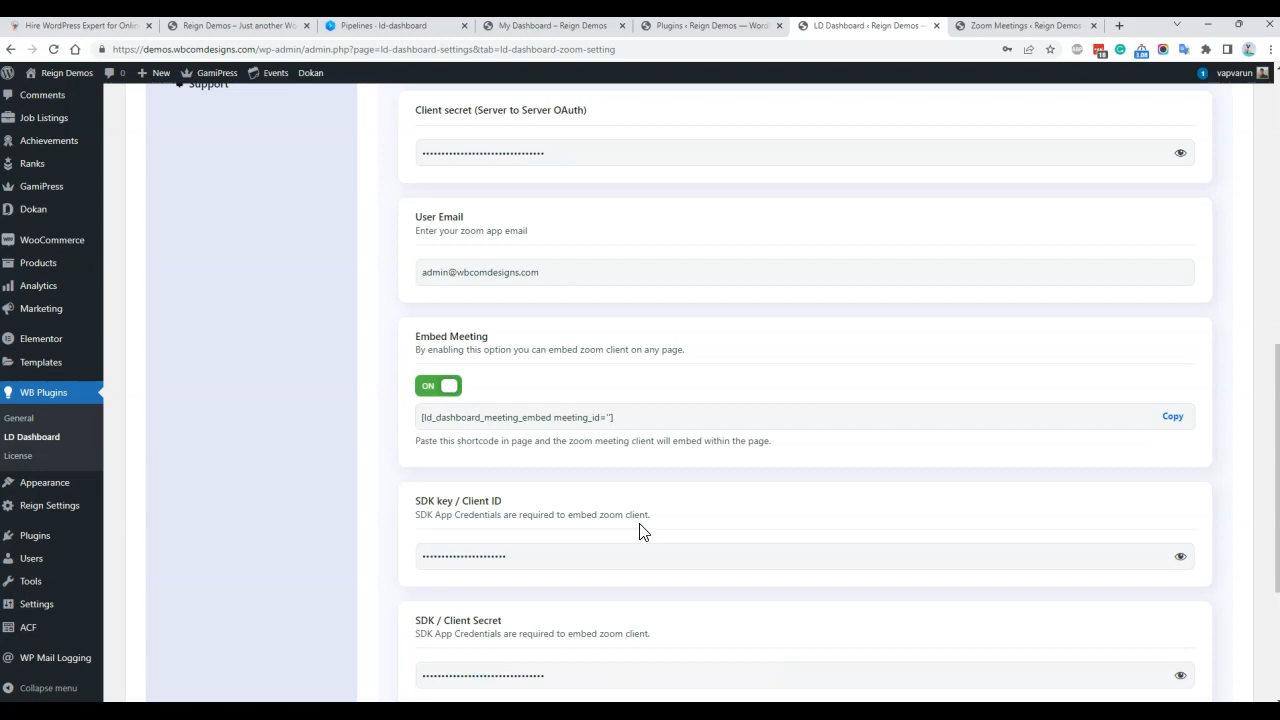 Hire WordPress Expert for Onlin
Reign Demos – Just another Wo
Pipelines - ld-dashboard
My Dashboard – Reign Demos
Plugins ‹ Reign Demos — Word
LD Dashboard ‹ Reign Demos —
Zoom Meetings ‹ Reign Demos
https://demos.wbcomdesigns.com/wp-admin/admin.php?page=ld-dashboard-settings&tab=ld-dashboard-zoom-setting
18
1.00
Reign Demos
0
New
GamiPress
Events
Dokan
1
vapvarun
Comments
Job Listings
Achievements
Ranks
GamiPress
Dokan
WooCommerce
Products
Analytics
Marketing
Elementor
Templates
WB Plugins
General
LD Dashboard
License
Appearance
Reign Settings
Plugins
Users
Tools
Settings
ACF
WP Mail Logging
Collapse menu
Support
Client secret (Server to Server OAuth)
User Email
Enter your zoom app email
admin@wbcomdesigns.com
Embed Meeting
By enabling this option you can embed zoom client on any page.
ON
[ld_dashboard_meeting_embed meeting_id='']
Copy
Paste this shortcode in page and the zoom meeting client will embed within the page.
SDK key / Client ID
SDK App Credentials are required to embed zoom client.
SDK / Client Secret
SDK App Credentials are required to embed zoom client.